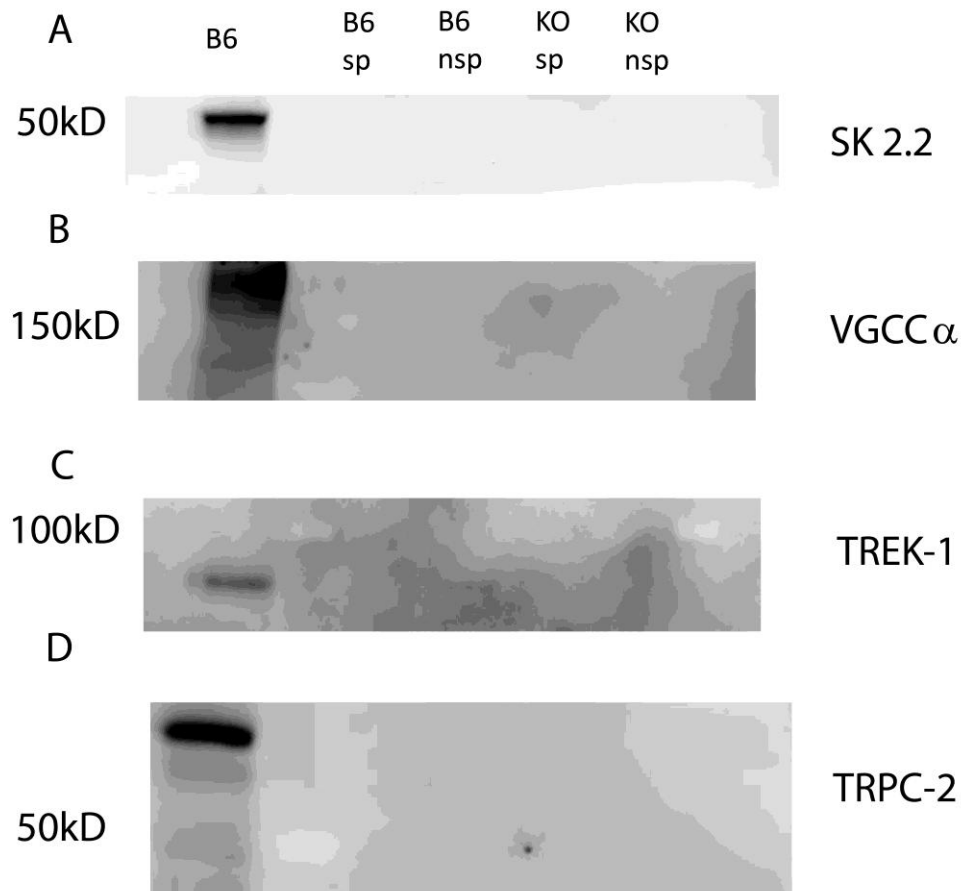 A
B6
B6
sp
B6
nsp
KO
sp
KO
nsp
50kD
SK 2.2
B
150kD
VGCC α
C
100kD
TREK-1
D
TRPC-2
50kD